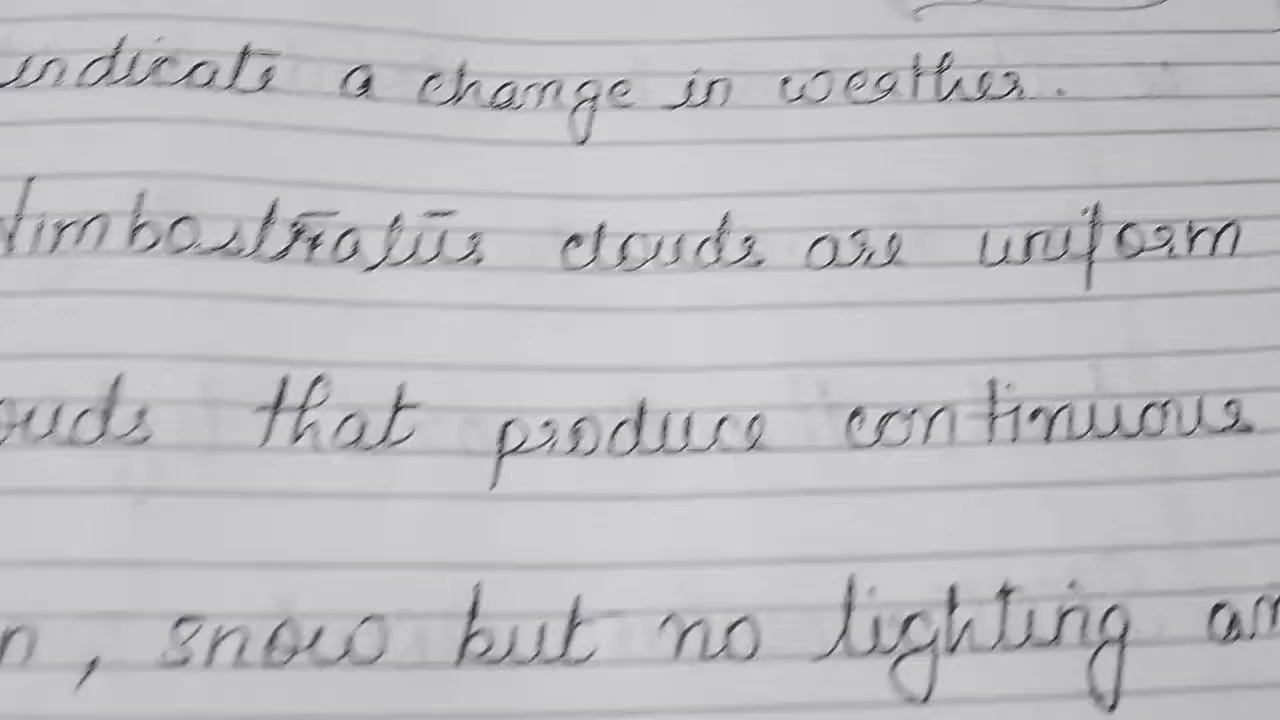 indicate a change in weather.
Nimbostratus clouds are uniform
ouds that produce continuous
n, snow but no lighting an